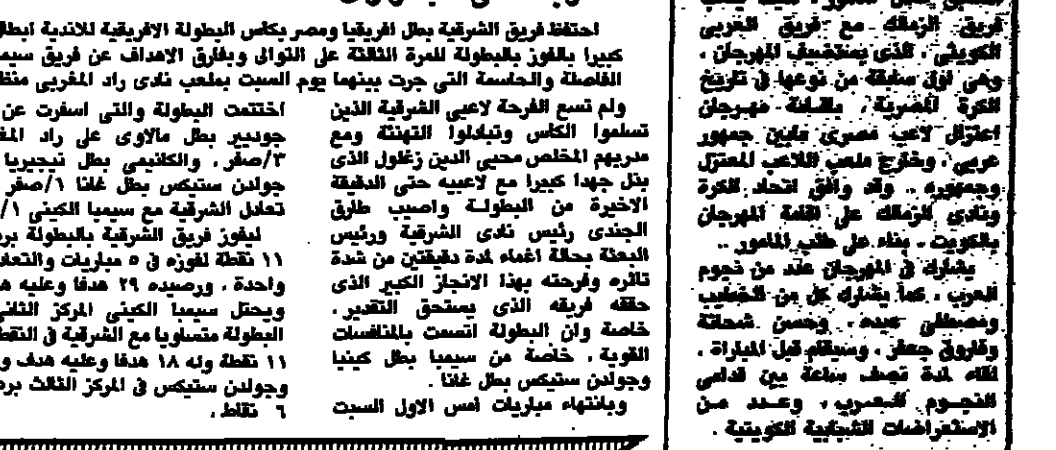 احتفظ فريق الشرقية بطل افريقيا ومصر بكاس البطولة الافريقية للاندية ابطال
كبيرا بالفوز بالبطولة للمرة الثالثة على التوالى وبفارق الاهداف عن فريق سيمبا
الفاصلة والحاسمة التى جرت بينهما يوم السبت بملعب نادى راد المغربى
ولم تسع الفرحة لاعبى الشرقية الذين
تسلموا الكاس وتبادلوا التهنئة ومع
مدربهم المخلص محيى الدين زغلول الذى
بذل جهدا كبيرا مع لاعبيه حتى الدقيقة
الاخيرة من البطولة واصيب طارق
الجندى رئيس نادى الشرقية ورئيس
البعثة بحالة اغماء لمدة دقيقتين من شدة
تاثره وفرحته بهذا الانجاز الكبير الذى
حققه فريقه الذى يستحق التقدير .
خاصة وان البطولة اتسمت بالمنافسات
القوية . خاصة من سيمبا بطل كينيا
وجولدن ستيكس بطل غانا .
وبانتهاء مباريات امس الاول السبت
اختتمت البطولة والتى اسفرت عن
جونيير بطل مالاوى على راد
٣/صفر . والكانيمى بطل نيجيريا
جولدن ستيكس بطل غانا ١/صفر
تعادل الشرقية مع سيمبا الكينى ١/
ليفوز فريق الشرقية بالبطولة
١١ نقطة لفوزه فى ٥ مباريات والتعادل
واحدة . ورصيده ٢٩ هدفا وعليه
ويحتل سيمبا الكينى المركز الثانى
البطولة متساويا مع الشرقية فى
١١ نقطة وله ١٨ هدفا وعليه هدف
وجولدن ستيكس فى المركز الثالث
٦ نقاط .
فريق الزمالك مع فريق العربى
الكويتى . الذى يستضيف المهرجان .
وهى اول سابقة من نوعها فى تاريخ
الكرة المصرية . باقامة مهرجان
اعتزال لاعب مصرى مابين جمهور
عربى . وخارج ملعب اللاعب المعتزل
وجمهوره .. وقد وافق اتحاد الكرة
ونادى الزمالك على اقامة المهرجان
بالكويت . بناء على طلب المامور ..
يشارك فى المهرجان عدد من نجوم
العرب . كما يشارك كل من الخطيب
ومصطفى عبده . وحسن شحاتة
وفاروق جعفر . وسيقام قبل المباراة .
لقاء لمدة نصف ساعة بين قدامى
النجوم العرب . وعدد من
الاستعراضات الشبابية الكويتية .